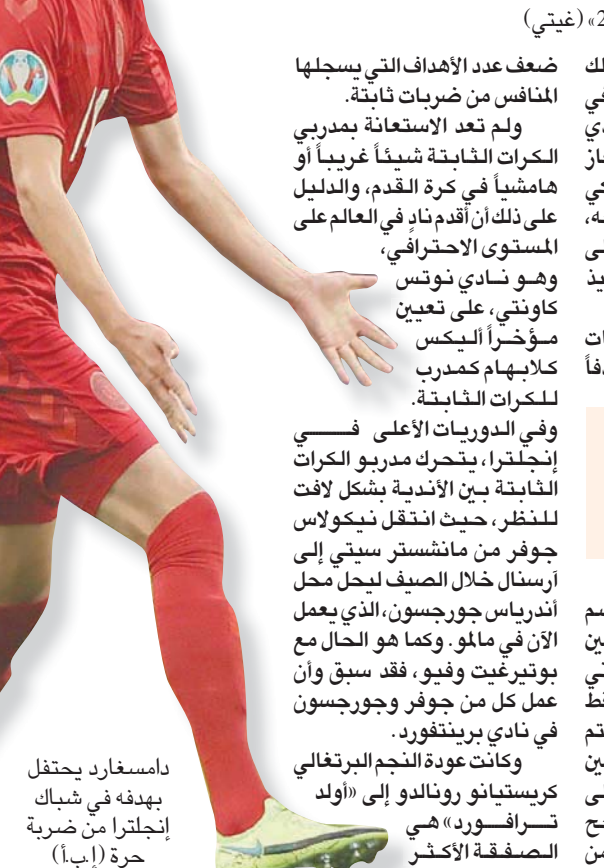 2» (غيتي)
ضعف عدد الأهداف التي يسجلها
المنافس من ضربات ثابتة.
ولم تعد الاستعانة بمدربي
الكرات الثابتة شيئاً غريباً أو
هامشياً في كرة القدم، والدليل
على ذلك أن أقدم نادٍ في العالم على
المستوى الاحترافي،
وهو نادي نوتس
كاونتي، على تعيين
مؤخراً أليكس
كلابهام كمدرب
للكرات الثابتة.
وفي الدوريات الأعلى في
إنجلترا، يتحرك مدربو الكرات
الثابتة بين الأندية بشكل لافت
للنظر، حيث انتقل نيكولاس
جوفر من مانشستر سيتي إلى
آرسنال خلال الصيف ليحل محل
أندرياس جورجسون، الذي يعمل
الآن في مالمو. وكما هو الحال مع
بوتيرغيت وفيو، فقد سبق وأن
عمل كل من جوفر وجورجسون
في نادي برينتفورد.
وكانت عودة النجم البرتغالي
كريستيانو رونالدو إلى «أولد
ترافورد» هي
الصفقة الأكثر
دامسغارد يحتفل
بهدفه في شباك
إنجلترا من ضربة
حرة (إ.ب.أ)